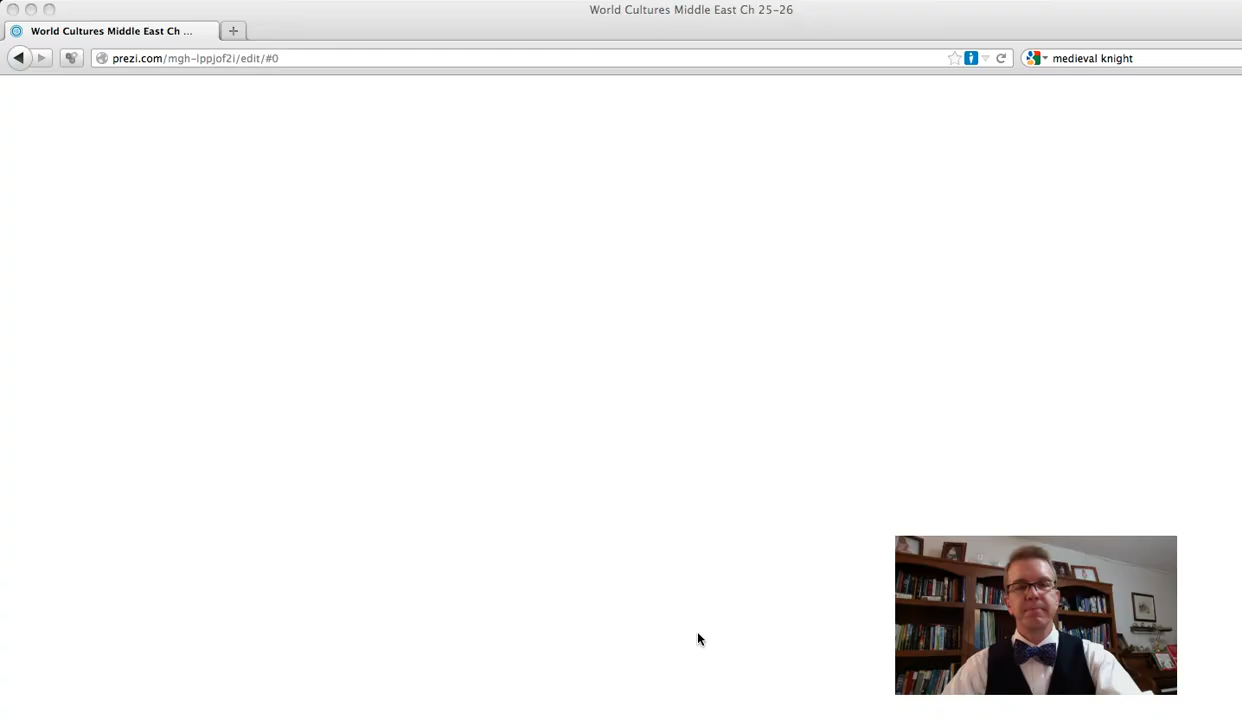 World Cultures Middle East Ch 25-26
World Cultures Middle East Ch ...
prezi.com/mgh-lppjof2i/edit/#0
medieval knight